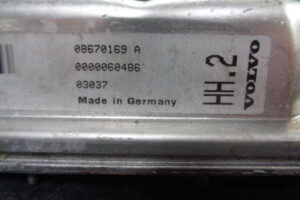 08670169 A
0000060486
03037
Made in Germany
HH.2
VOLVO